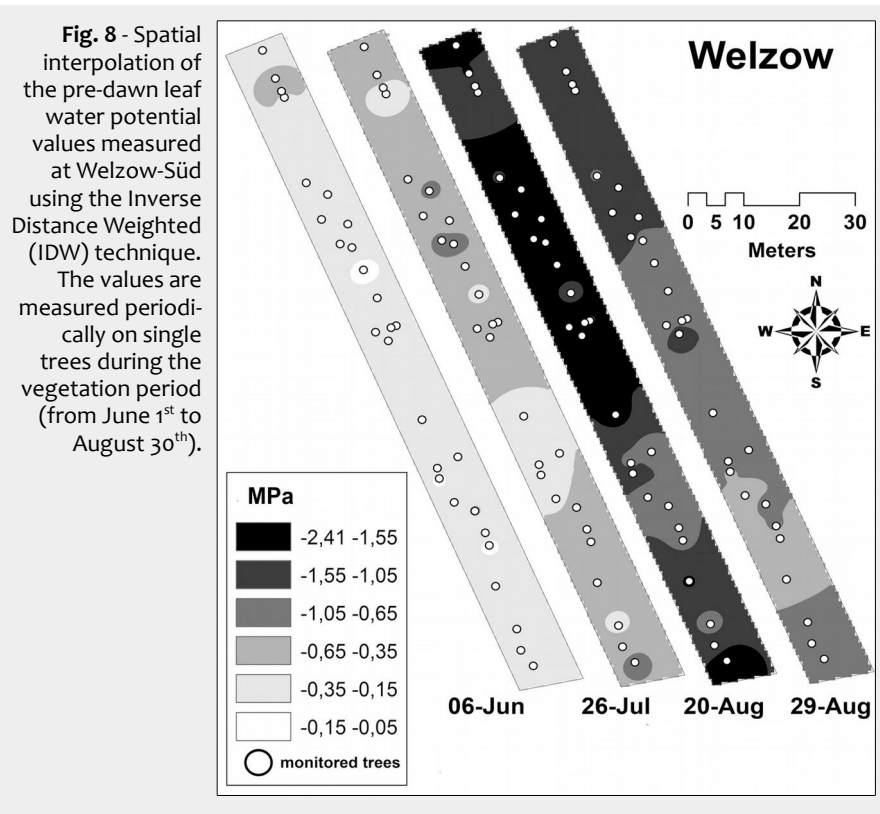 Fig. 8 - Spatial
interpolation of
the pre-dawn leaf
water potential
values measured
at Welzow-Süd
using the Inverse
Distance Weighted
(IDW) technique.
The values are
measured periodi-
cally on single
trees during the
vegetation period
(from June 1st to
August 30th).
Welzow
0 5 10 20 30
Meters
N
W E
S
MPa
-2,41 -1,55
-1,55 -1,05
-1,05 -0,65
-0,65 -0,35
-0,35 -0,15
-0,15 -0,05
monitored trees
06-Jun 26-Jul 20-Aug 29-Aug